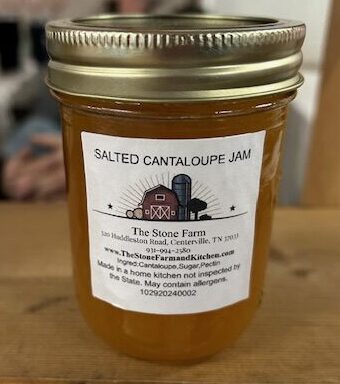 SALTED CANTALOUPE JAM
The Stone Farm
320 Huddleston Road, Centerville, TN 37033
931-994-2580
www.TheStoneFarmandKitchen.com
Ingred:Cantaloupe,Sugar,Pectin
Made in a home kitchen not inspected by
the State. May contain allergens.
102920240002